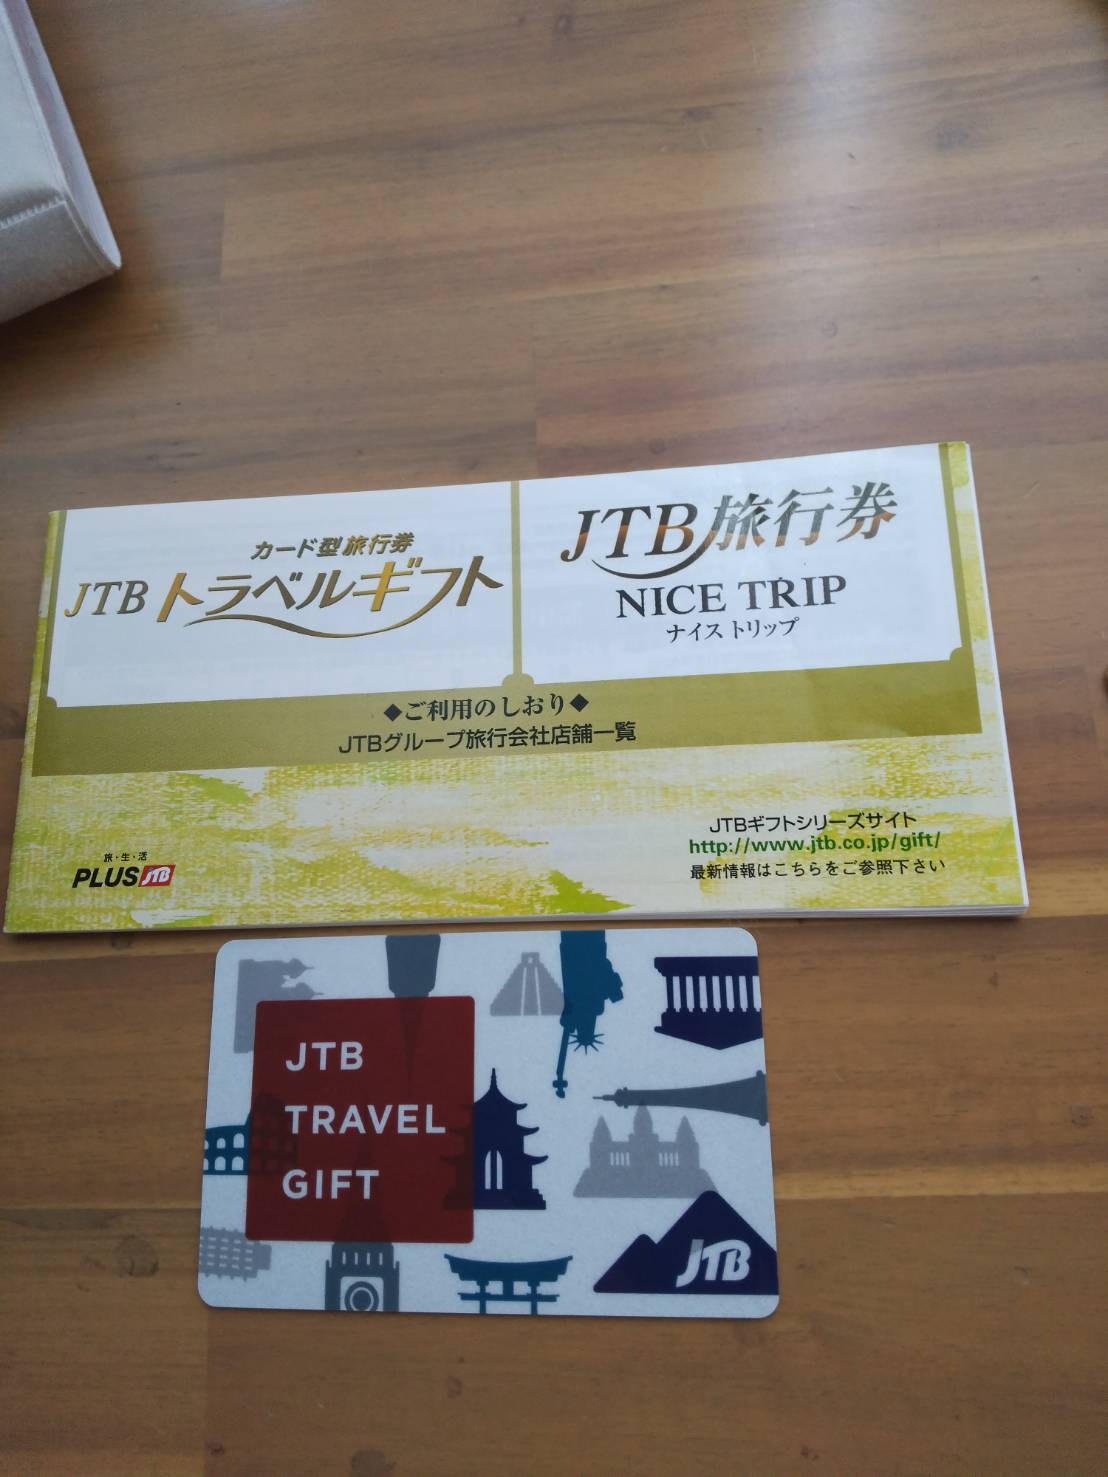 カード型旅行券
JTBトラベルギフト
JTB旅行券
NICE TRIP
ナイストリップ
◆ご利用のしおり◆
JTBグループ旅行会社店舗一覧
旅・生・活
PLUS JTB
JTBギフトシリーズサイト
http://www.jtb.co.jp/gift/
最新情報はこちらをご参照下さい
JTB
TRAVEL
GIFT
JTB